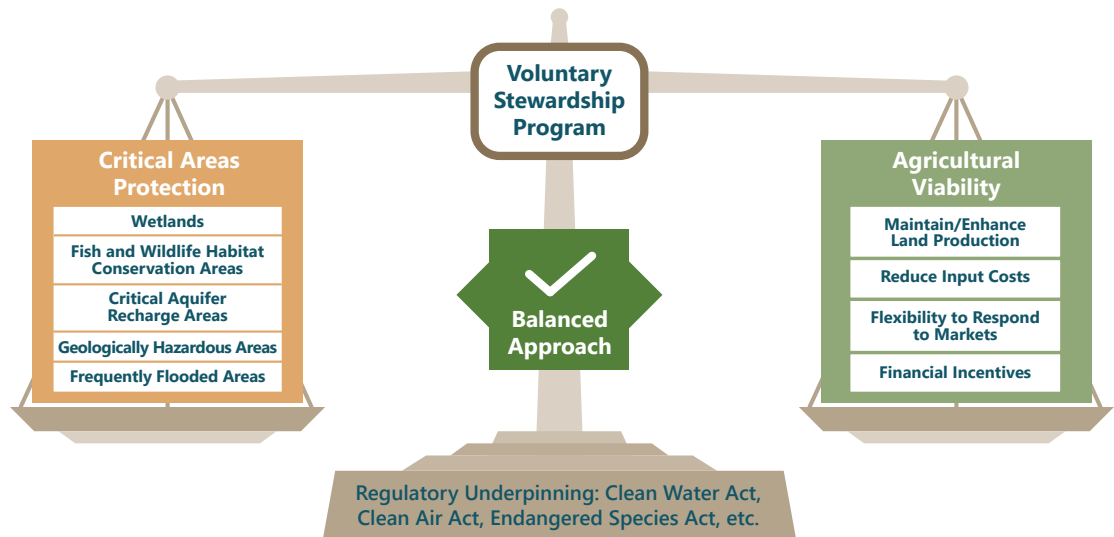 Voluntary
Stewardship
Program
Critical Areas
Protection
Wetlands
Fish and Wildlife Habitat
Conservation Areas
Critical Aquifer
Recharge Areas
Geologically Hazardous Areas
Frequently Flooded Areas
Balanced
Approach
Agricultural
Viability
Maintain/Enhance
Land Production
Reduce Input Costs
Flexibility to Respond
to Markets
Financial Incentives
Regulatory Underpinning: Clean Water Act,
Clean Air Act, Endangered Species Act, etc.